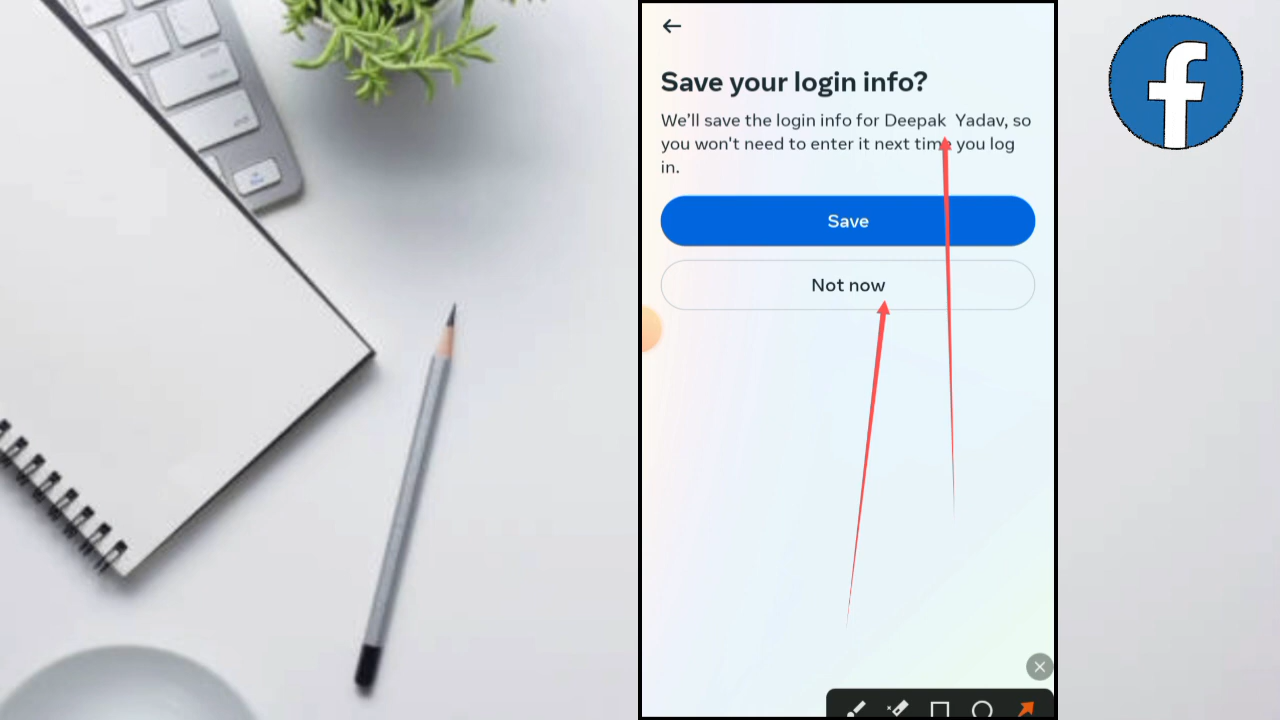 Save your login info?
We'll save the login info for Deepak  Yadav, so
you won't need to enter it next time you log
in.
Save
Not now